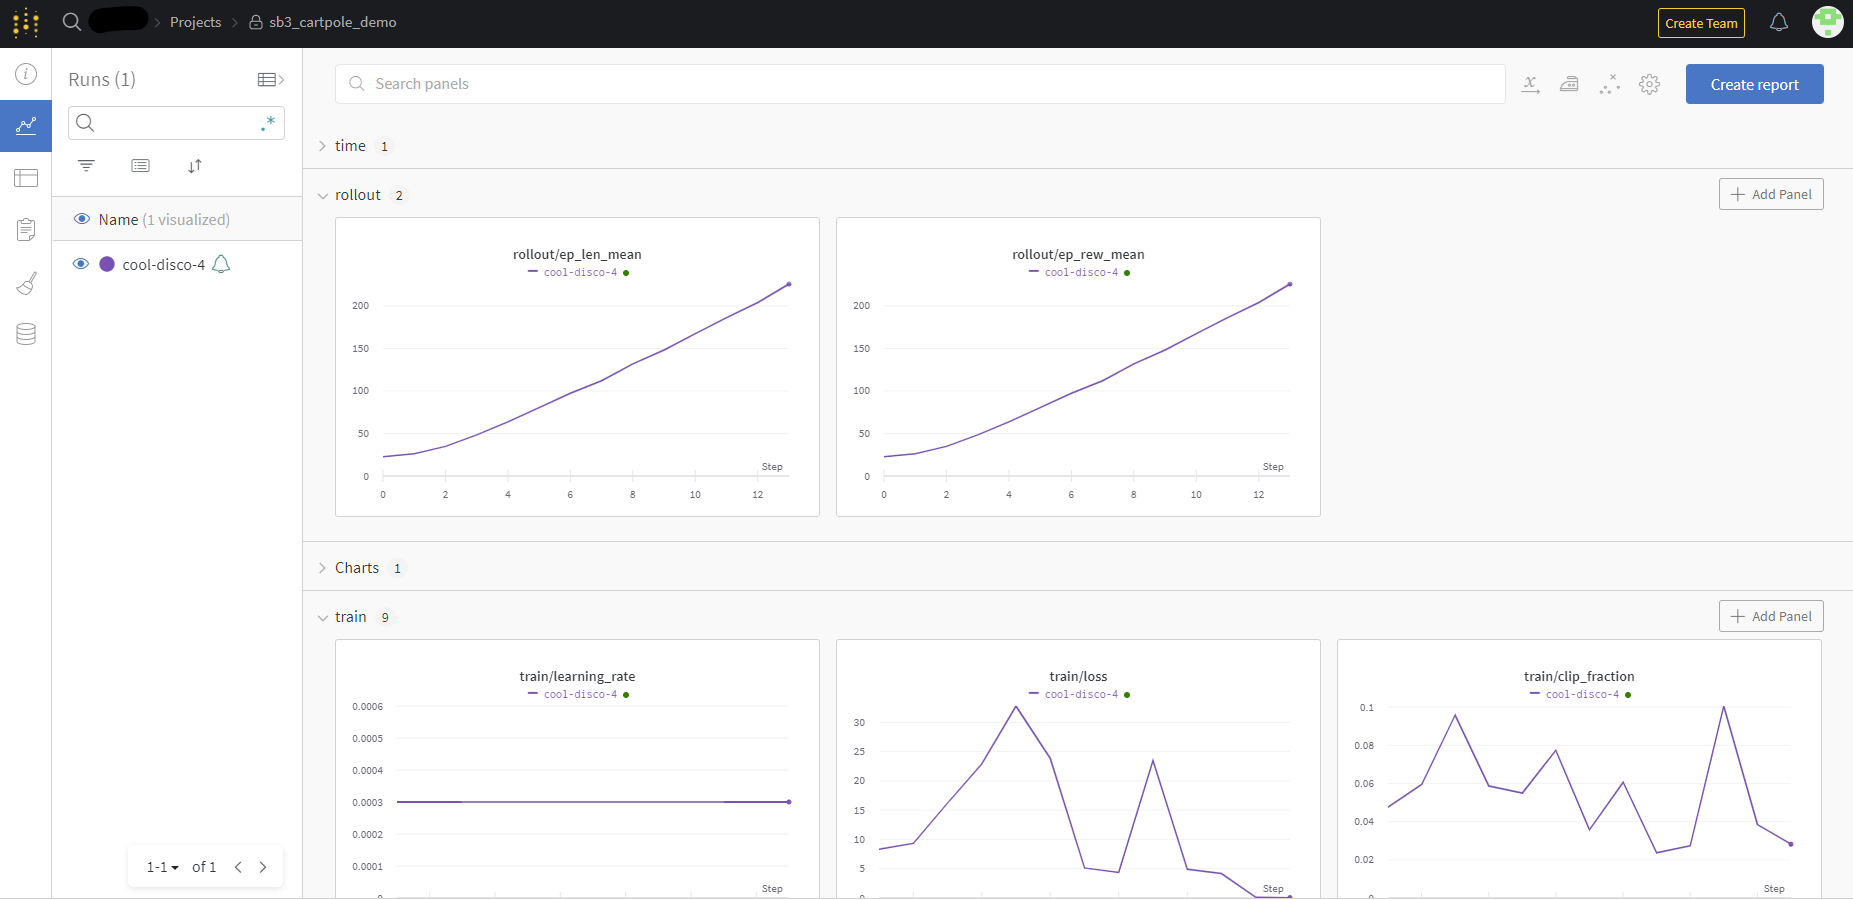 Projects
sb3_cartpole_demo
Create Team
Runs (1)
.*
Name (1 visualized)
cool-disco-4
1-1 of 1
Search panels
Create report
time 1
rollout 2
Add Panel
rollout/ep_len_mean
cool-disco-4
200
150
100
50
0
Step
0 2 4 6 8 10 12
rollout/ep_rew_mean
cool-disco-4
200
150
100
50
0
Step
0 2 4 6 8 10 12
Charts 1
train 9
Add Panel
train/learning_rate
cool-disco-4
0.0006
0.0005
0.0004
0.0003
0.0002
0.0001
0
Step
train/loss
cool-disco-4
30
25
20
15
10
5
0
Step
train/clip_fraction
cool-disco-4
0.1
0.08
0.06
0.04
0.02
0
Step